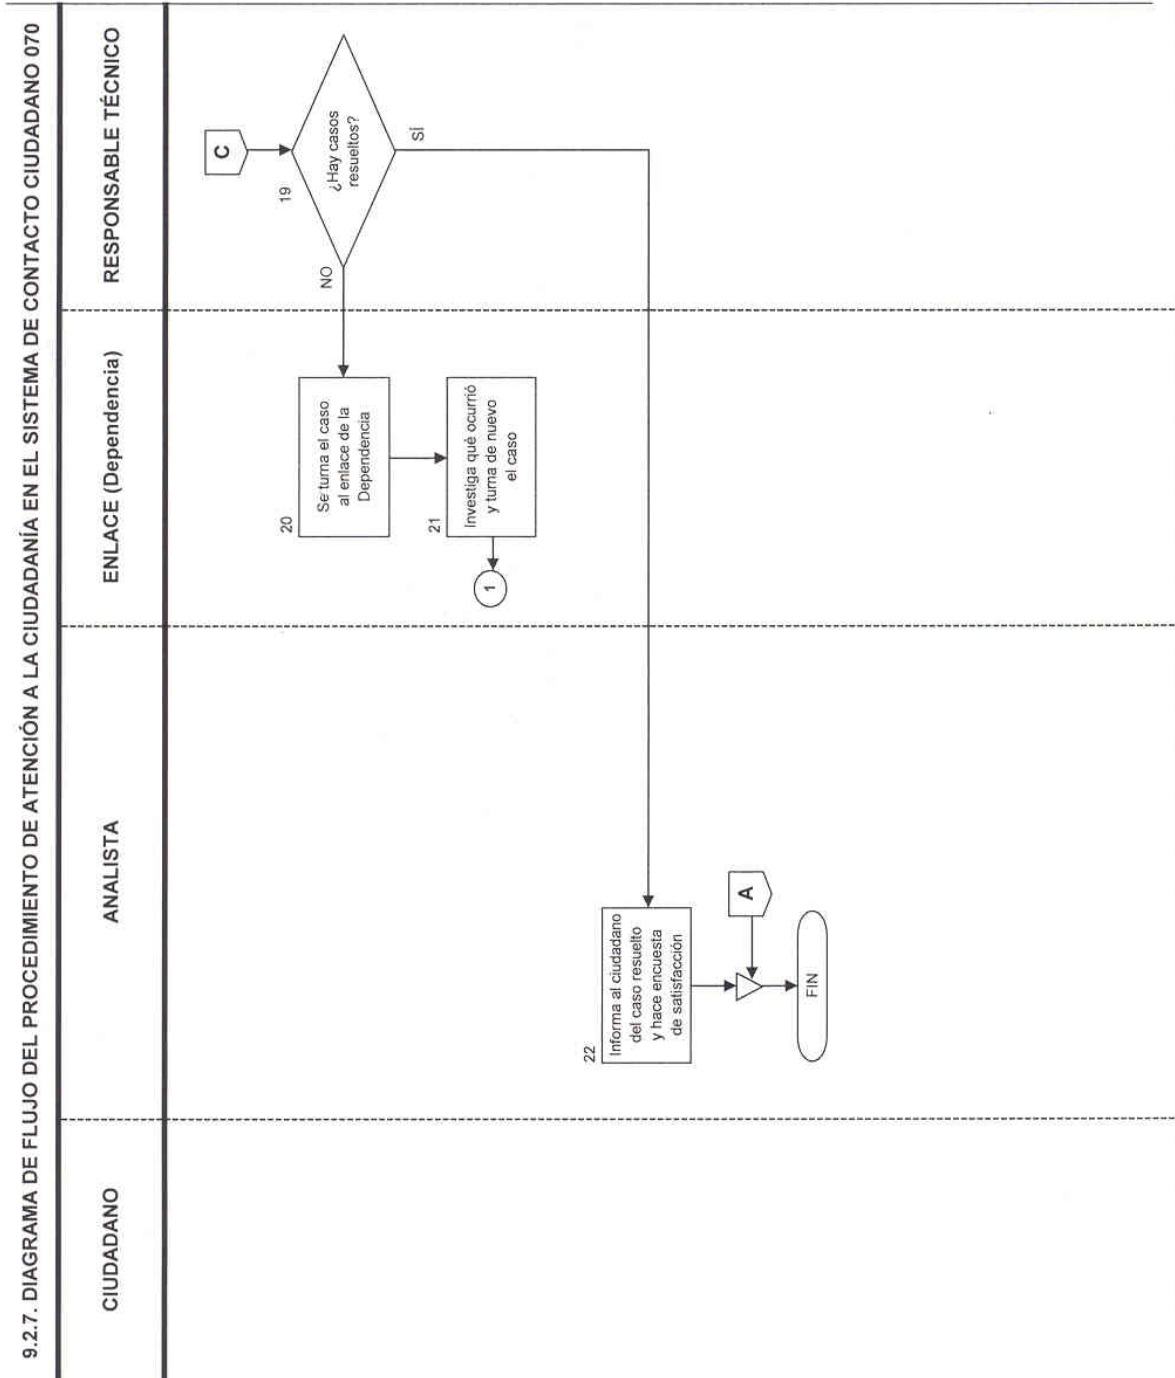 9.2.7. DIAGRAMA DE FLUJO DEL PROCEDIMIENTO DE ATENCIÓN A LA CIUDADANÍA EN EL SISTEMA DE CONTACTO CIUDADANO 070
CIUDADANO
ANALISTA
ENLACE (Dependencia)
RESPONSABLE TÉCNICO
C
19
¿Hay casos
resueltos?
NO
SÍ
20
Se turna el caso
al enlace de la
Dependencia
21
Investiga qué ocurrió
y turna de nuevo
el caso
1
22
Informa al ciudadano
del caso resuelto
y hace encuesta
de satisfacción
A
FIN